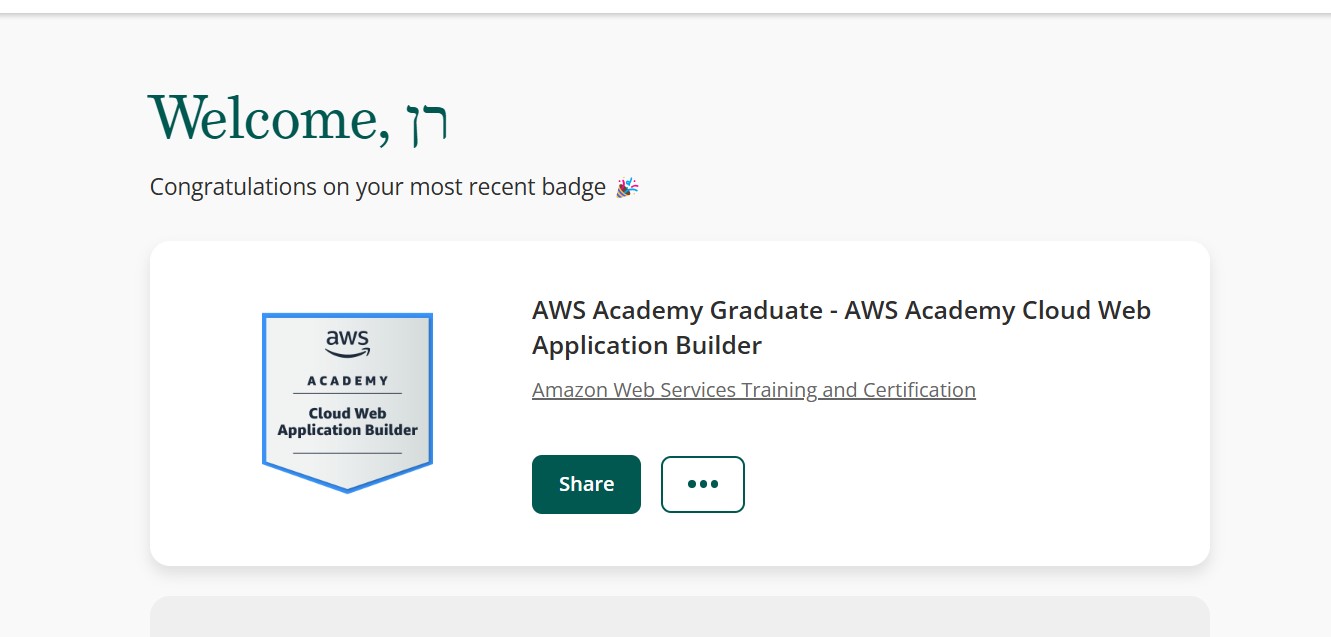 Welcome, רן
Congratulations on your most recent badge 🎉
aws
ACADEMY
Cloud Web
Application Builder
AWS Academy Graduate - AWS Academy Cloud Web
Application Builder
Amazon Web Services Training and Certification
Share
•••